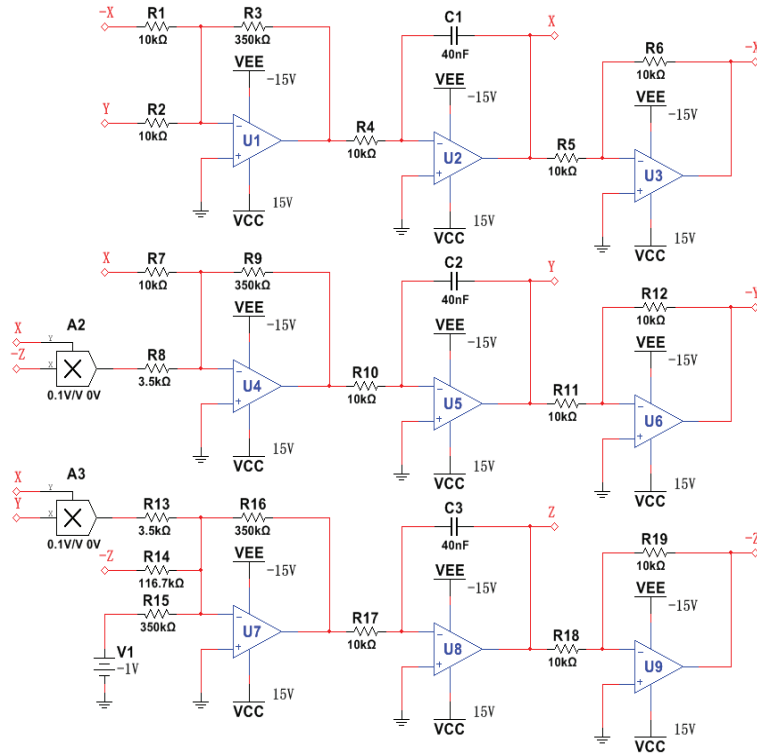 -X
R1
10kΩ
R3
350kΩ
VEE
-15V
Y
R2
10kΩ
U1
15V
VCC
R4
10kΩ
C1
40nF
X
VEE
-15V
U2
15V
VCC
R5
10kΩ
R6
10kΩ
-X
VEE
-15V
U3
15V
VCC
X
R7
10kΩ
R9
350kΩ
VEE
-15V
A2
X
Y
-Z
X
0.1V/V 0V
R8
3.5kΩ
U4
15V
VCC
R10
10kΩ
C2
40nF
Y
VEE
-15V
U5
15V
VCC
R11
10kΩ
R12
10kΩ
-Y
VEE
-15V
U6
15V
VCC
A3
X
Y
Y
X
0.1V/V 0V
R13
3.5kΩ
R16
350kΩ
-Z
R14
116.7kΩ
R15
350kΩ
V1
-1V
VEE
-15V
U7
15V
VCC
R17
10kΩ
C3
40nF
Z
VEE
-15V
U8
15V
VCC
R18
10kΩ
R19
10kΩ
-Z
VEE
-15V
U9
15V
VCC